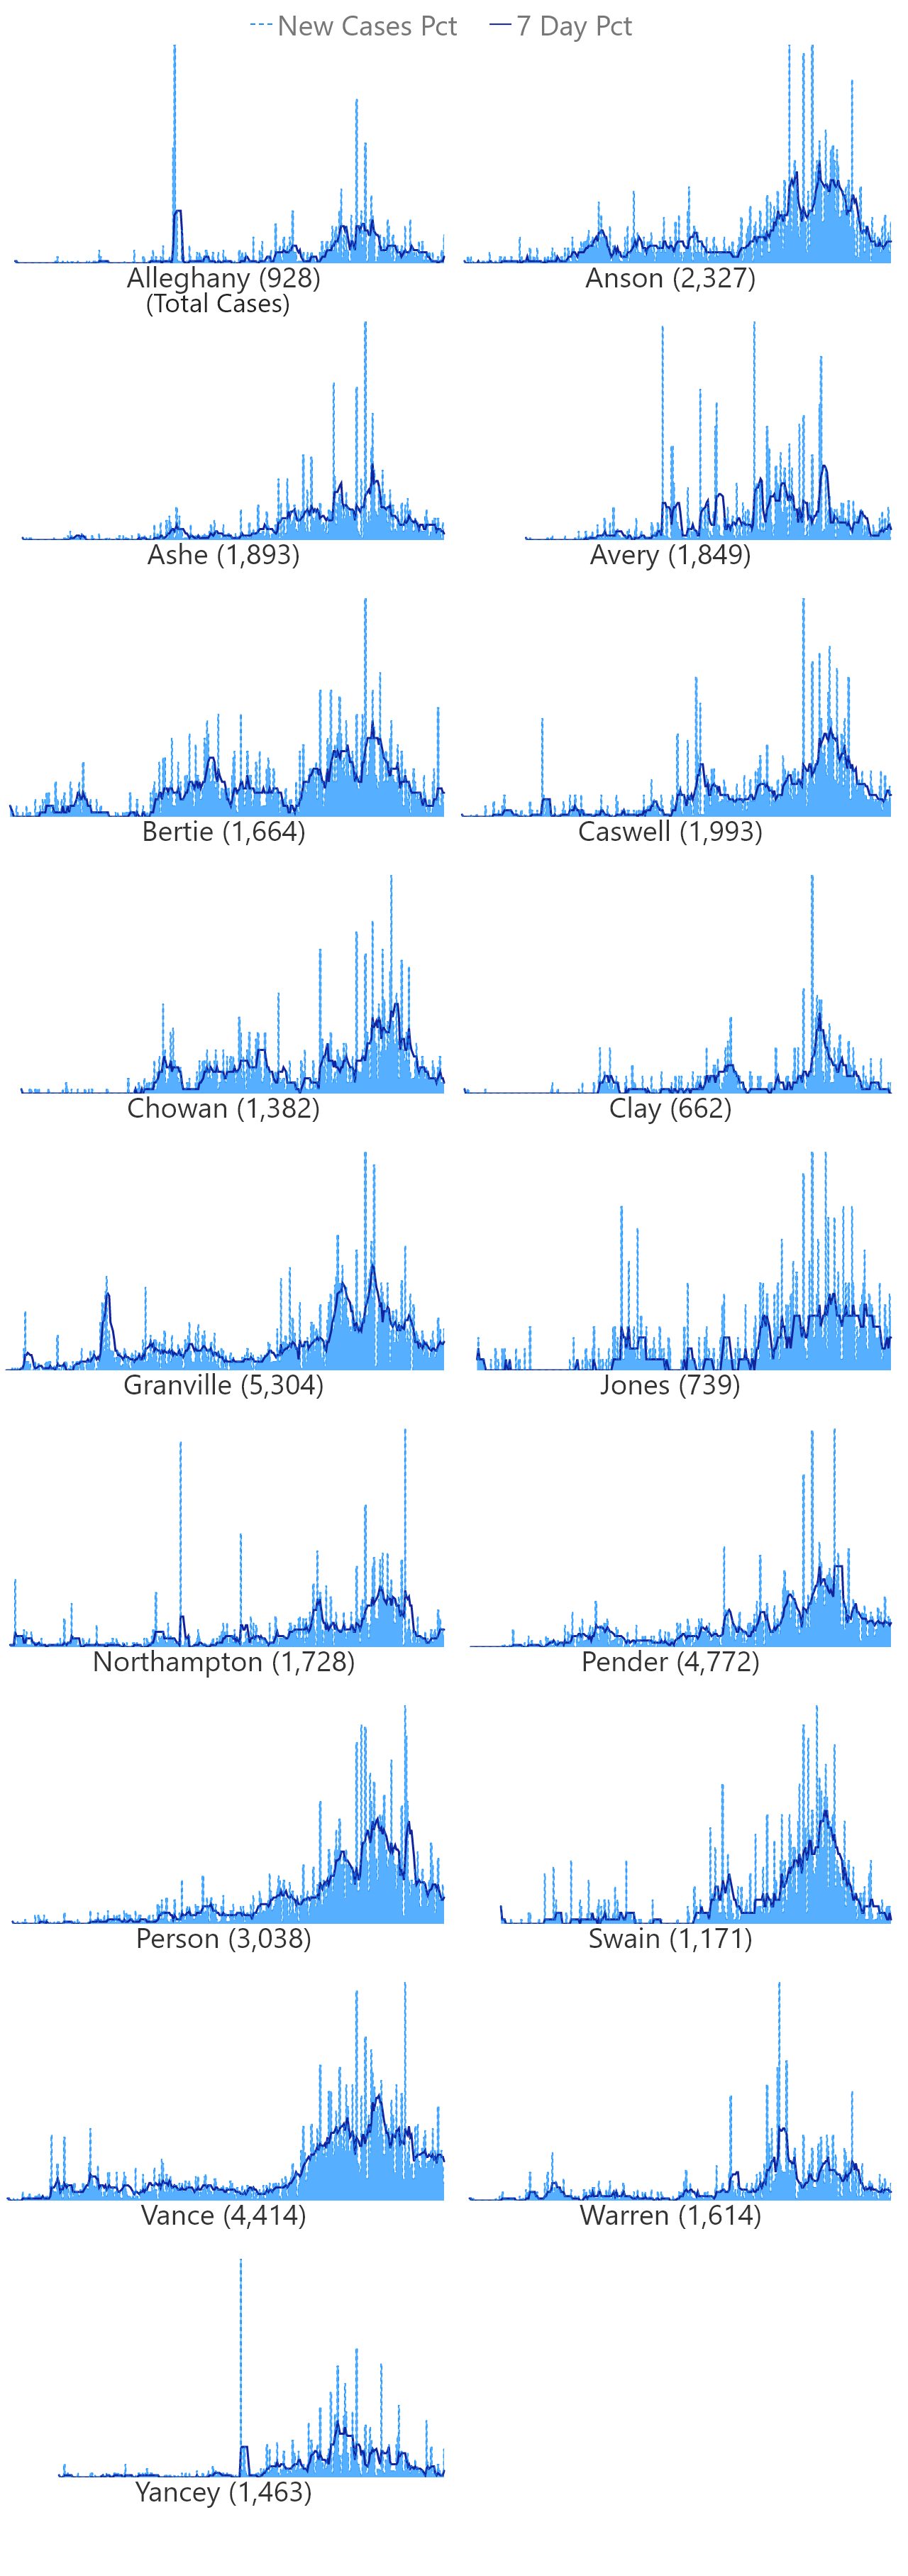 New Cases Pct 7 Day Pct
Alleghany (928)
(Total Cases)
Anson (2,327)
Ashe (1,893)
Avery (1,849)
Bertie (1,664)
Caswell (1,993)
Chowan (1,382)
Clay (662)
Granville (5,304)
Jones (739)
Northampton (1,728)
Pender (4,772)
Person (3,038)
Swain (1,171)
Vance (4,414)
Warren (1,614)
Yancey (1,463)